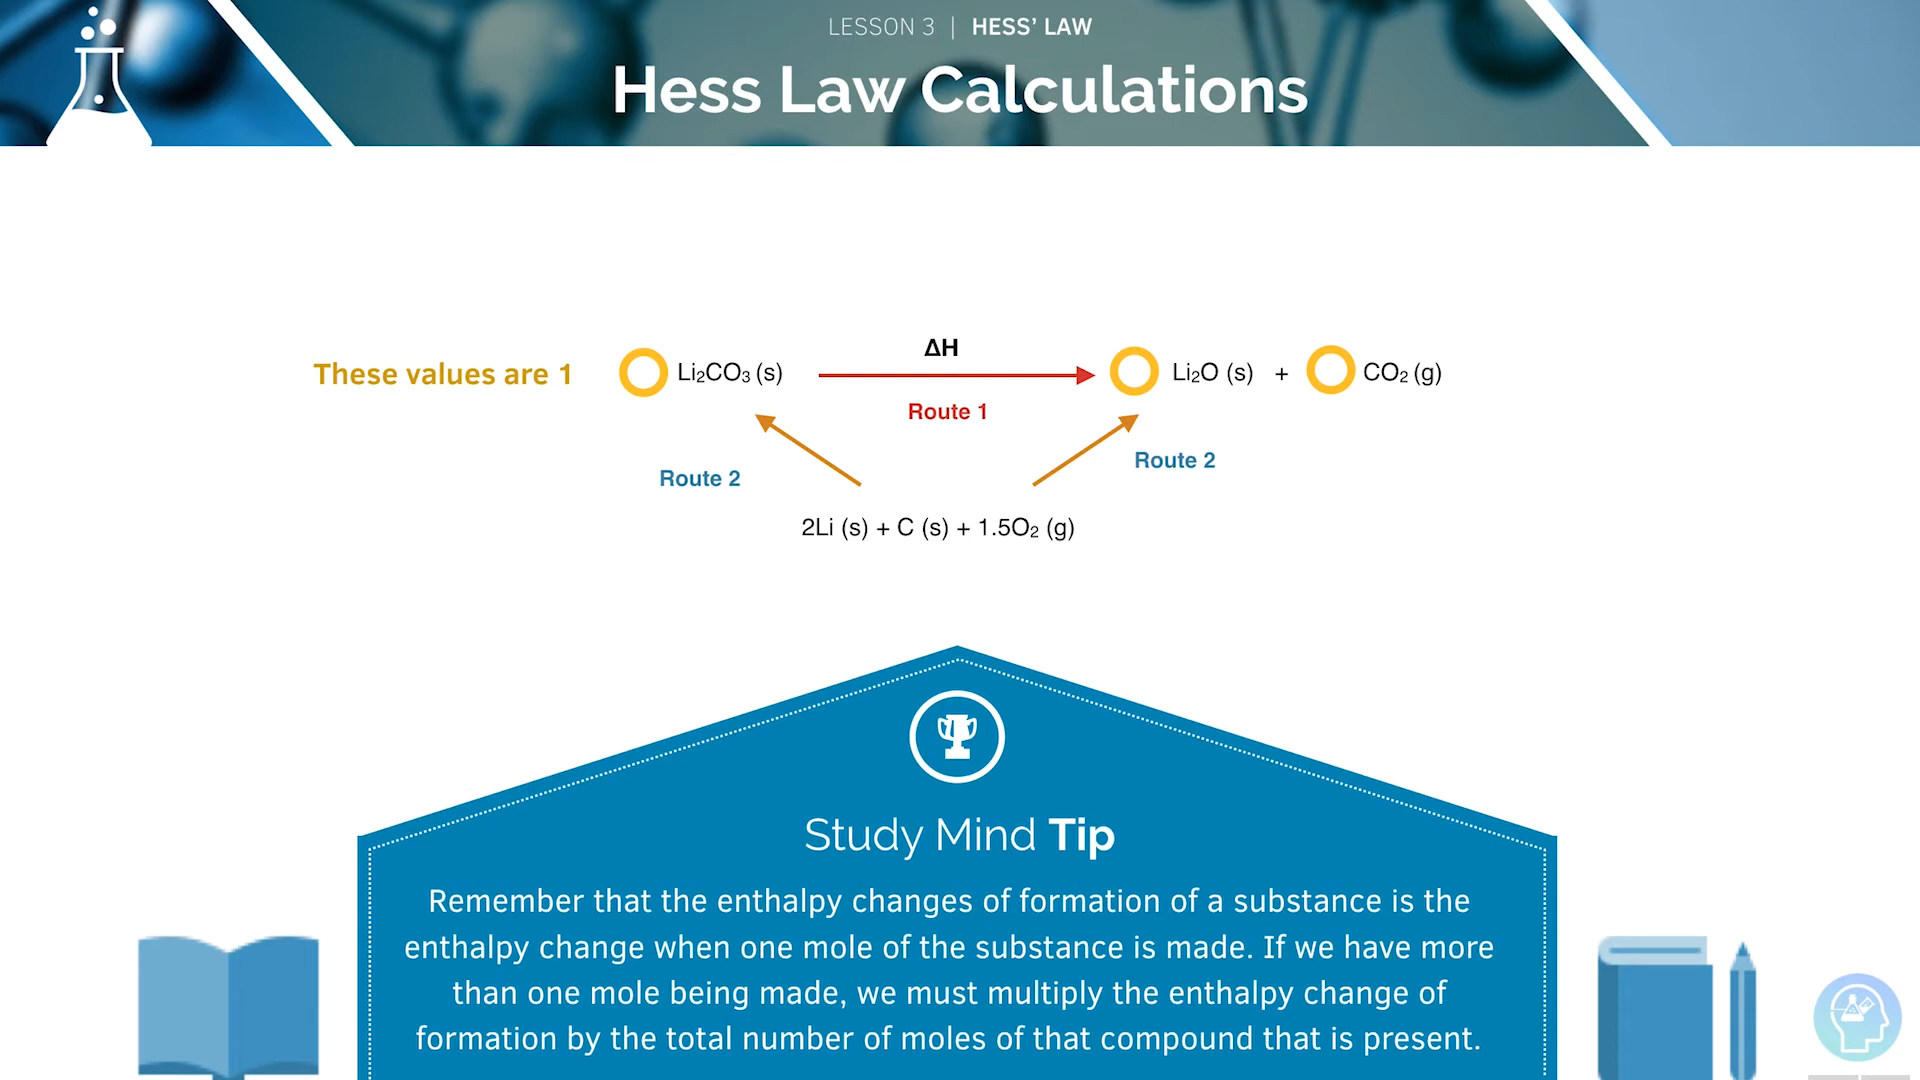 LESSON 3 | HESS’ LAW
Hess Law Calculations
ΔH
These values are 1 Li₂CO₃ (s) Li₂O (s) + CO₂ (g)
Route 1
Route 2
Route 2
2Li (s) + C (s) + 1.5O₂ (g)
Study Mind Tip
Remember that the enthalpy changes of formation of a substance is the
enthalpy change when one mole of the substance is made. If we have more
than one mole being made, we must multiply the enthalpy change of
formation by the total number of moles of that compound that is present.